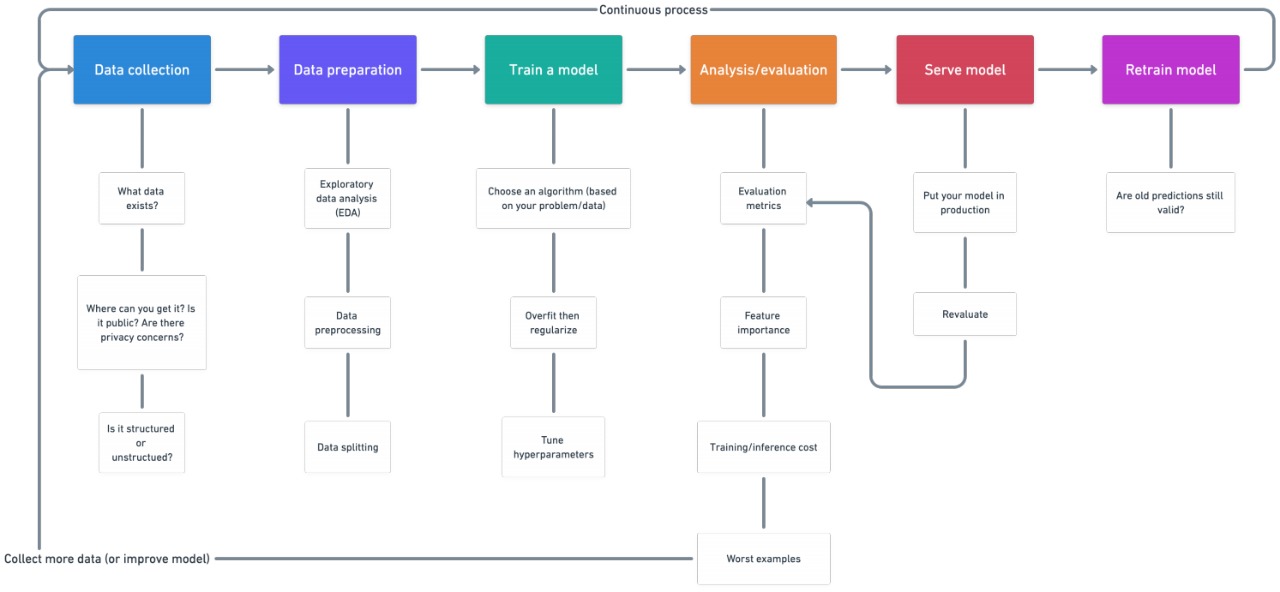 Continuous process
Data collection
Data preparation
Train a model
Analysis/evaluation
Serve model
Retrain model
What data
exists?
Where can you get it? Is
it public? Are there
privacy concerns?
Is it structured
or
unstructued?
Exploratory
data analysis
(EDA)
Data
preprocessing
Data splitting
Choose an algorithm (based
on your problem/data)
Overfit then
regularize
Tune
hyperparameters
Evaluation
metrics
Feature
importance
Training/inference cost
Worst examples
Put your model in
production
Revaluate
Are old predictions still
valid?
Collect more data (or improve model)